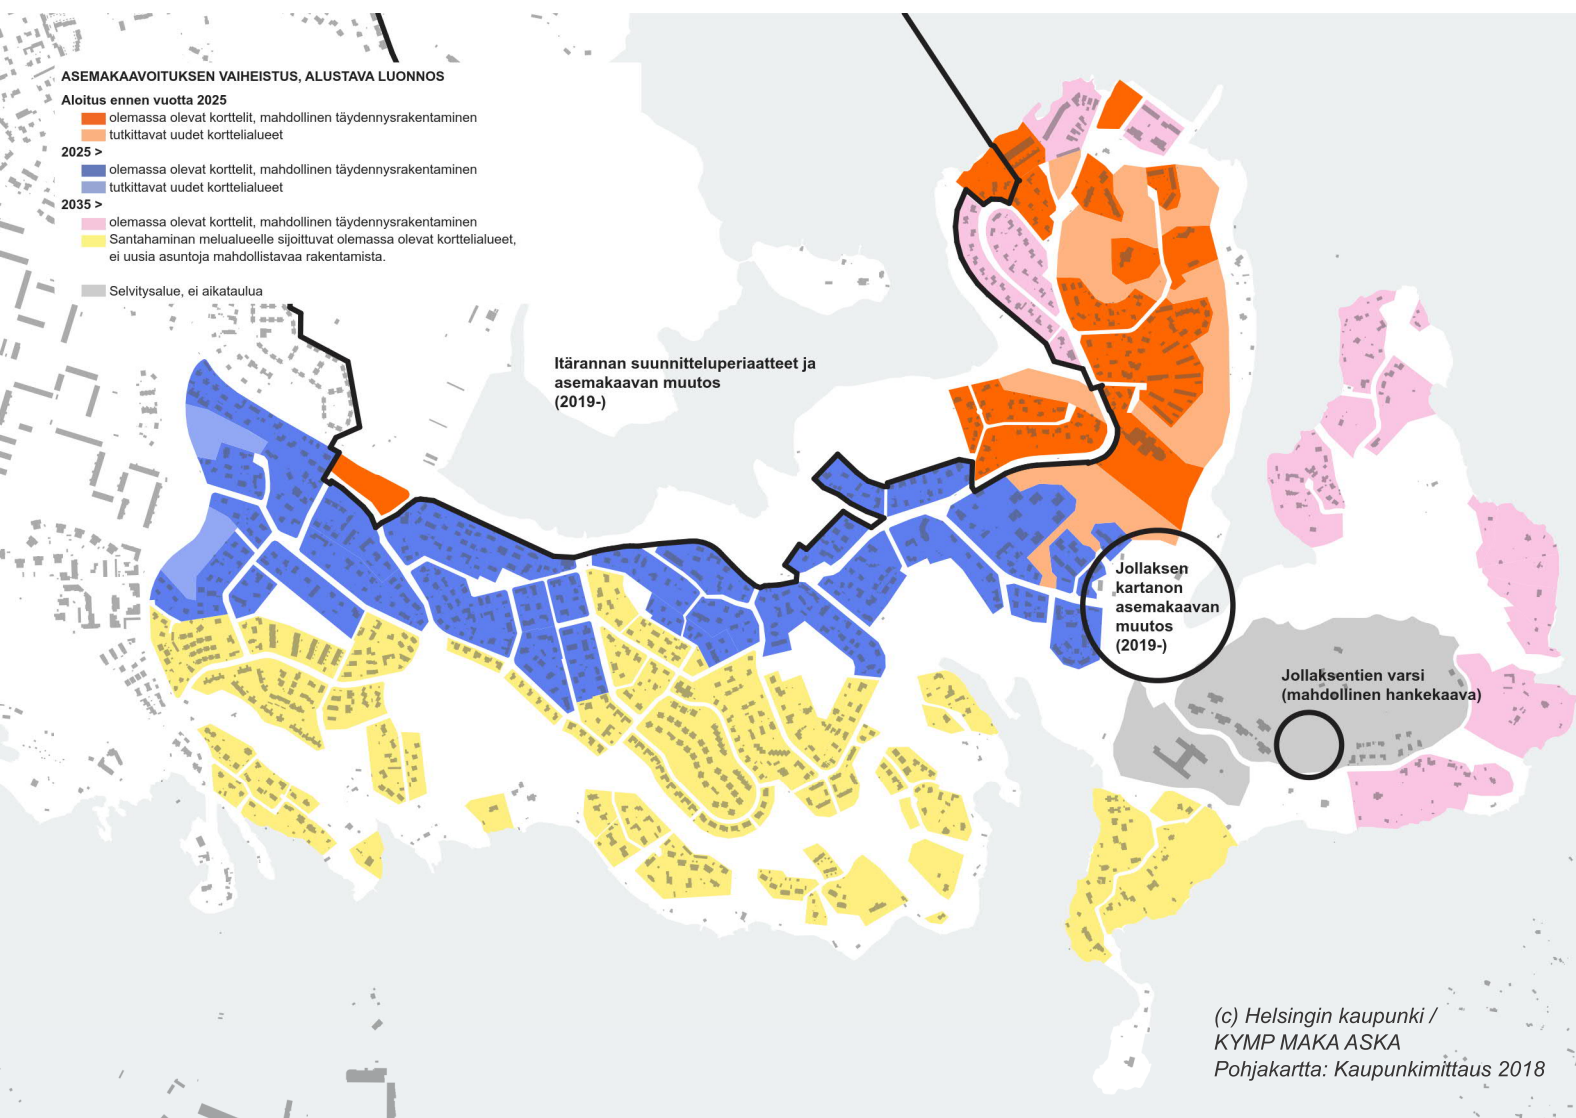 ASEMAKAAVOITUKSEN VAIHEISTUS, ALUSTAVA LUONNOS
Aloitus ennen vuotta 2025
olemassa olevat korttelit, mahdollinen täydennysrakentaminen
tutkittavat uudet korttelialueet
2025 >
olemassa olevat korttelit, mahdollinen täydennysrakentaminen
tutkittavat uudet korttelialueet
2035 >
olemassa olevat korttelit, mahdollinen täydennysrakentaminen
Santahaminan melualueelle sijoittuvat olemassa olevat korttelialueet,
ei uusia asuntoja mahdollistavaa rakentamista.
Selvitysalue, ei aikataulua
Itärannan suunnitteluperiaatteet ja
asemakaavan muutos
(2019-)
Jollaksen
kartanon
asemakaavan
muutos
(2019-)
Jollaksentien varsi
(mahdollinen hankekaava)
(c) Helsingin kaupunki /
KYMP MAKA ASKA
Pohjakartta: Kaupunkimittaus 2018